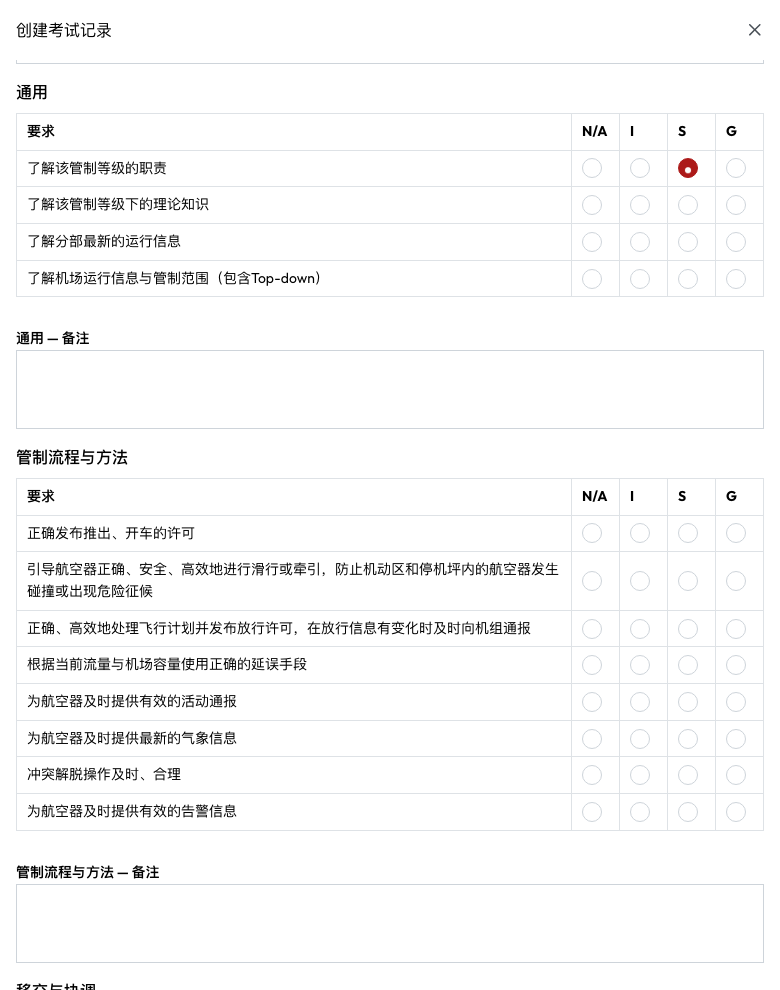 创建考试记录
通用
要求 N/A I S G
了解该管制等级的职责
了解该管制等级下的理论知识
了解分部最新的运行信息
了解机场运行信息与管制范围（包含Top-down）
通用 — 备注
管制流程与方法
要求 N/A I S G
正确发布推出、开车的许可
引导航空器正确、安全、高效地进行滑行或牵引，防止机动区和停机坪内的航空器发生
碰撞或出现危险征候
正确、高效地处理飞行计划并发布放行许可，在放行信息有变化时及时向机组通报
根据当前流量与机场容量使用正确的延误手段
为航空器及时提供有效的活动通报
为航空器及时提供最新的气象信息
冲突解脱操作及时、合理
为航空器及时提供有效的告警信息
管制流程与方法 — 备注
移交与协调